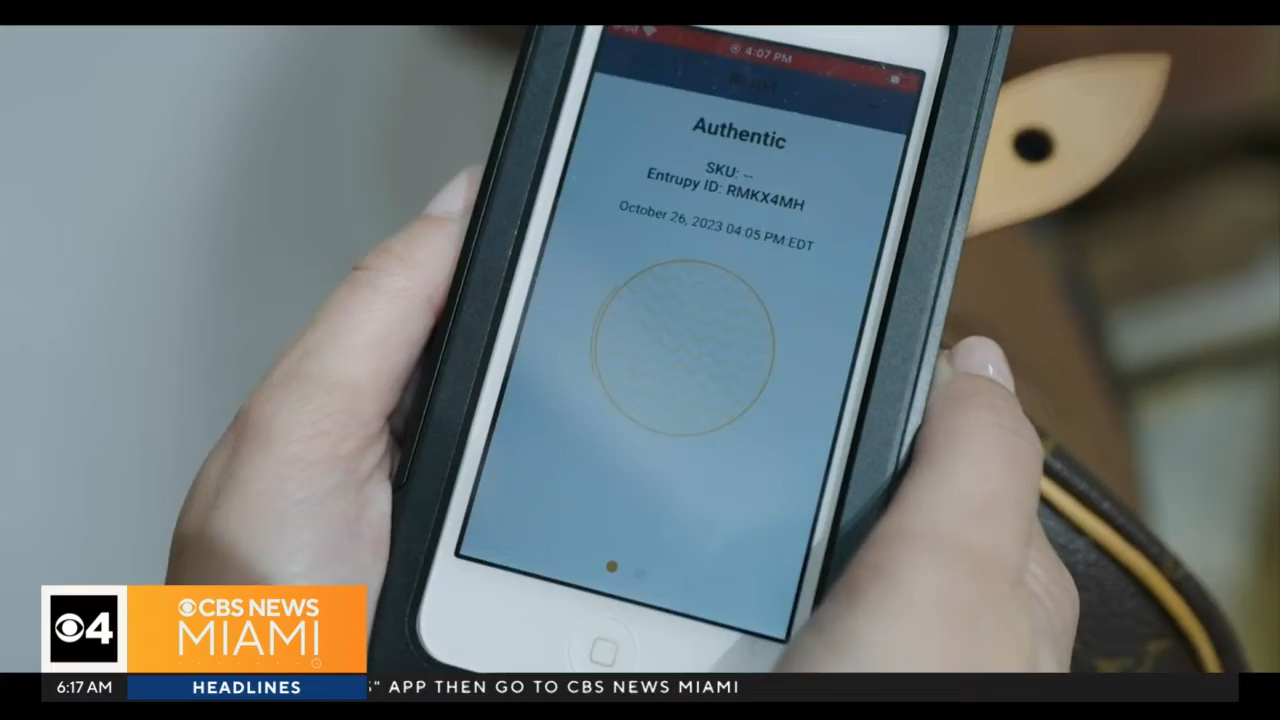 4:07 PM
Authentic
SKU: --
Entrupy ID: RMKX4MH
October 26, 2023 04:05 PM EDT
4
CBS NEWS
MIAMI
6:17 AM
HEADLINES
" APP THEN GO TO CBS NEWS MIAMI